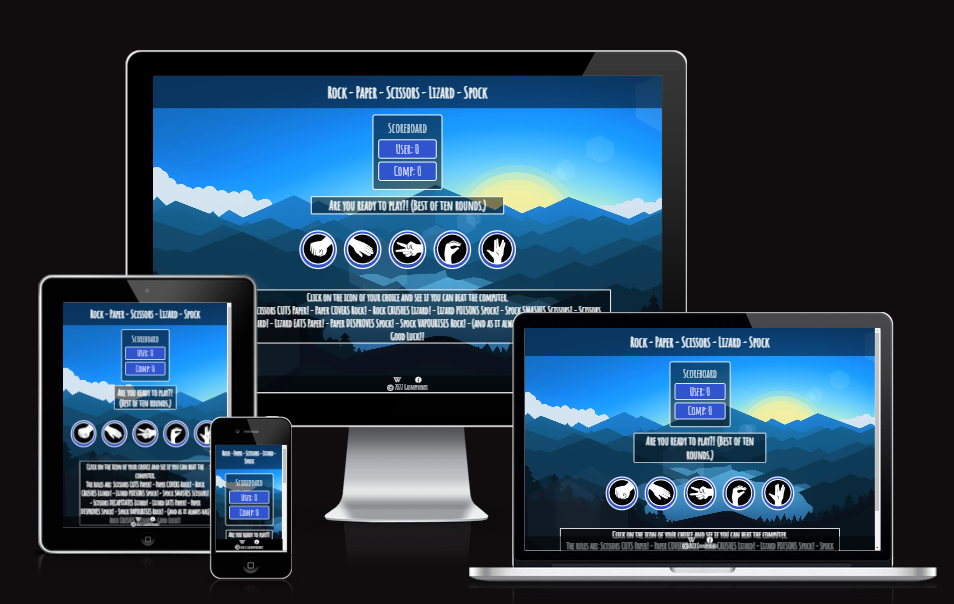 Rock - Paper - Scissors - Lizard - Spock
Scoreboard
User: 0
Comp: 0
Are you ready to play?! (Best of ten rounds.)
Click on the icon of your choice and see if you can beat the computer.
Scissors CUTS Paper! - Paper COVERS Rock! - Rock CRUSHES Lizard! - Lizard POISONS Spock! - Spock SMASHES Scissors! - Scissors
Lizard EATS Paper! - Paper DISPROVES Spock! - Spock VAPOURISES Rock! - (and as it
Good Luck!!
Rock - Paper - Scissors - Lizard - Spock
Scoreboard
User: 0
Comp: 0
Are you ready to play?!
(Best of ten rounds.)
Click on the icon of your choice and see if you can beat the
computer.
The rules are: Scissors CUTS Paper! - Paper COVERS Rock! - Rock
CRUSHES Lizard! - Lizard POISONS Spock! - Spock SMASHES Scissors!
- Scissors DECAPITATES Lizard! - Lizard EATS Paper! - Paper
DISPROVES Spock! - Spock VAPOURISES Rock! - (and as it always has)
Rock CRUSHES Good Luck!!
Rock - Paper - Scissors - Lizard -
Spock
Scoreboard
User: 0
Comp: 0
Are you ready to play?!
Rock - Paper - Scissors - Lizard - Spock
Scoreboard
User: 0
Comp: 0
Are you ready to play?! (Best of ten
rounds.)
Click on the icon of your choice and see if you can beat the computer.
The rules are: Scissors CUTS Paper! - Paper COVERS CRUSHES Lizard! - Lizard POISONS Spock! - Spock